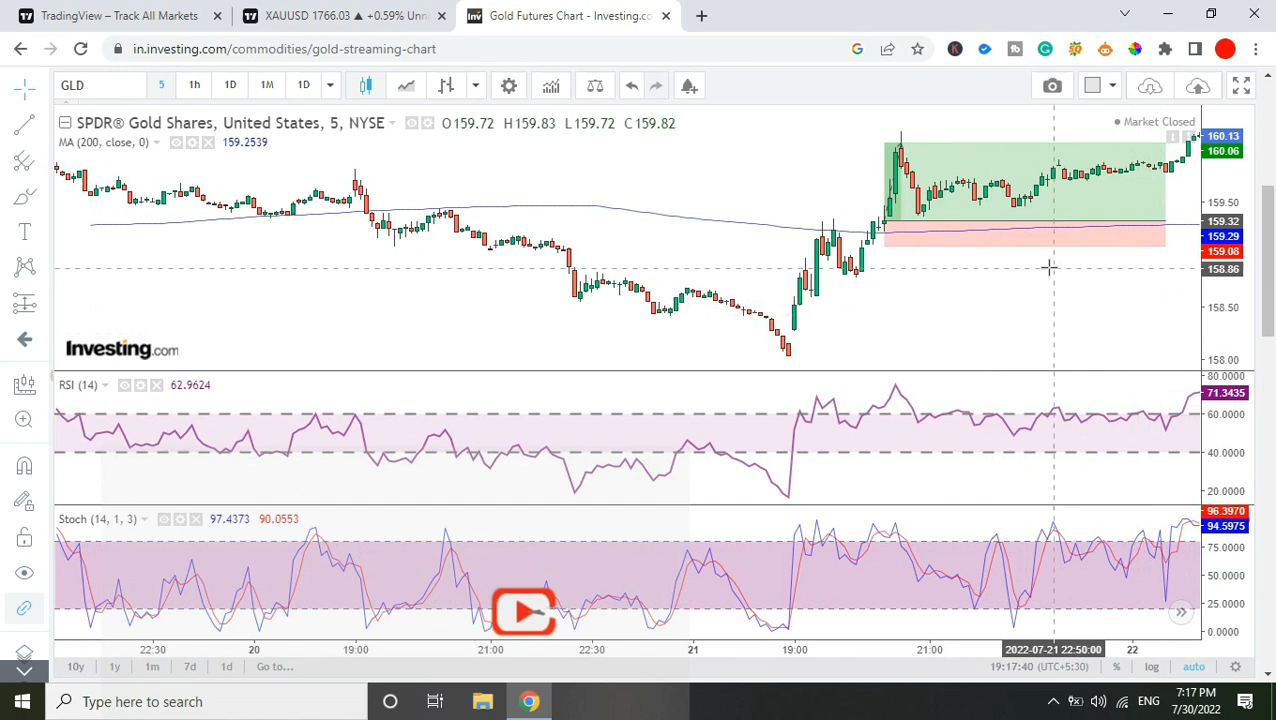 TradingView – Track All Markets
XAUUSD 1766.03 ▲ +0.59% Unna
Gold Futures Chart - Investing.co
in.investing.com/commodities/gold-streaming-chart
GLD 5 1h 1D 1M 1D
SPDR® Gold Shares, United States, 5, NYSE O159.72 H159.83 L159.72 C159.82
Market Closed
MA (200, close, 0) 159.2539
160.13
160.06
159.50
159.32
159.29
159.08
158.86
158.50
158.00
Investing.com
RSI (14) 62.9624
80.0000
71.3435
60.0000
40.0000
20.0000
Stoch (14, 1, 3) 97.4373 90.0553
96.3970
94.5975
75.0000
50.0000
25.0000
0.0000
22:30 20 19:00 21:00 22:30 21 19:00 21:00 2022-07-21 22:50:00 22
10y 1y 1m 7d 1d Go to... 19:17:40 (UTC+5:30) % log auto
Type here to search
ENG
7:17 PM
7/30/2022